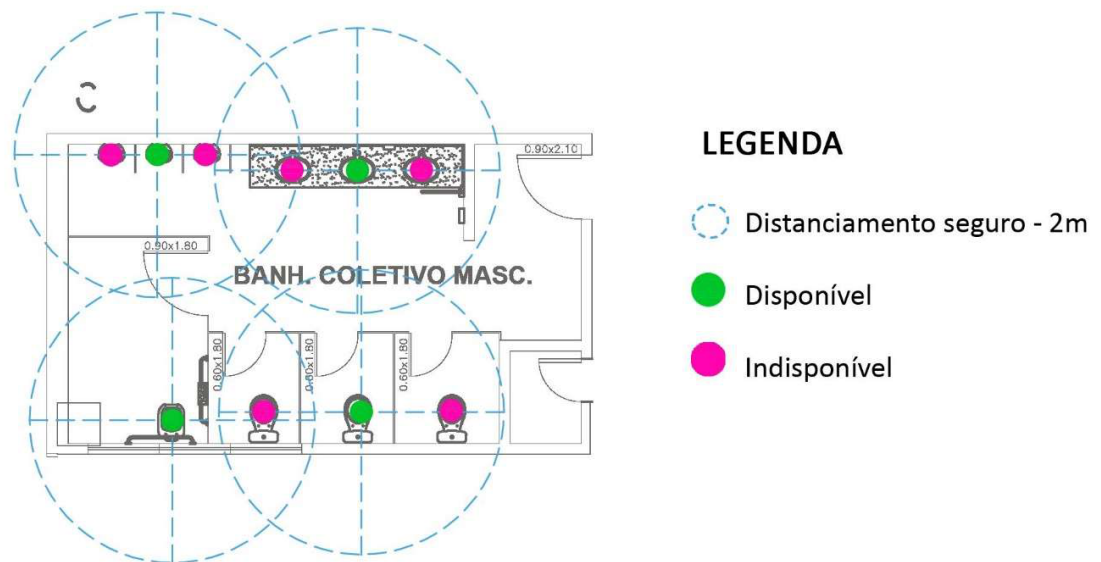 0.90x2.10
LEGENDA
Distanciamento seguro - 2m
0.90x1.80
BANH. COLETIVO MASC.
Disponível
0.60x1.80
0.60x1.80
0.60x1.80
Indisponível